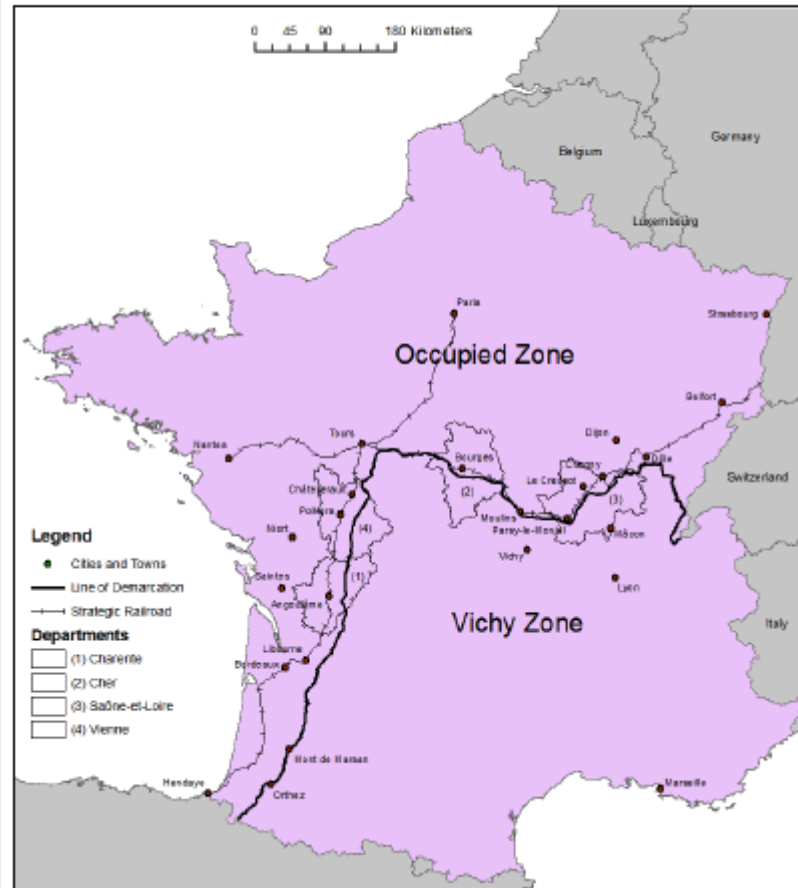 0 45 90 180 Kilometers
Germany
Belgium
Luxembourg
Paris
Strasbourg
Occupied Zone
Belfort
Tours
Dijon
Nantes
Bourges
Dôle
Chagny
Switzerland
Châtellerault
Le Creusot
(2)
(3)
Poitiers
Moulins
(4)
Paray-le-Monial
Mâcon
Niort
Vichy
Saintes
(1)
Lyon
Angoulême
Vichy Zone
Italy
Libourne
Bordeaux
Mont de Marsan
Hendaye
Orthez
Marseille
Legend
Cities and Towns
Line of Demarcation
Strategic Railroad
Departments
(1) Charente
(2) Cher
(3) Saône-et-Loire
(4) Vienne